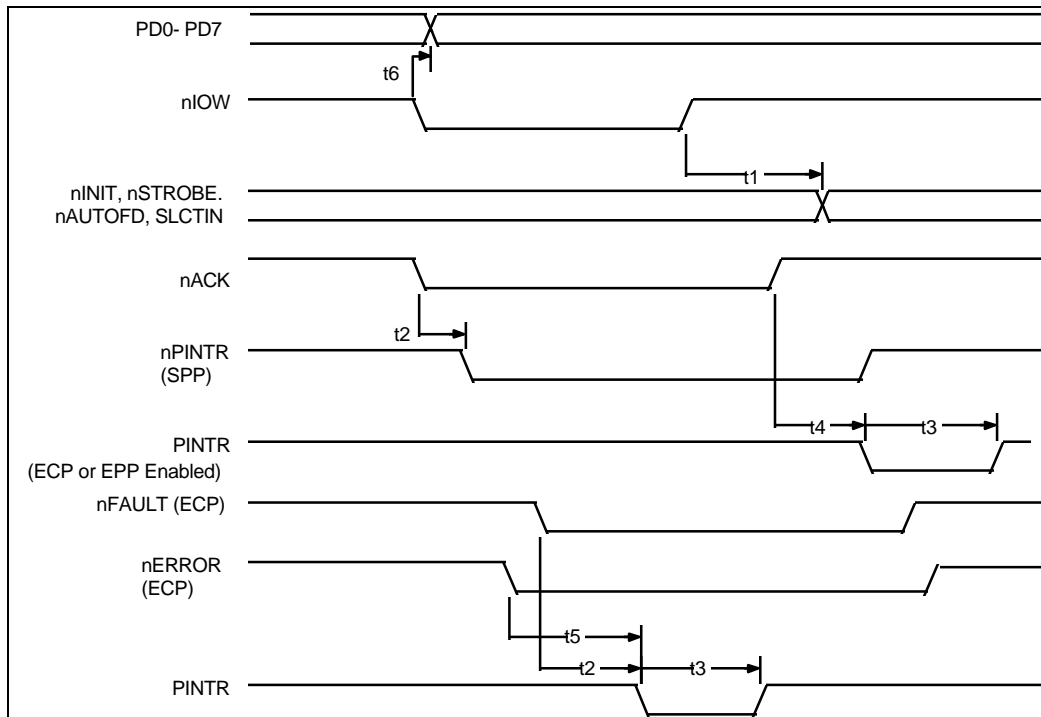 PD0- PD7
t6
nIOW
t1
nINIT, nSTROBE.
nAUTOFD, SLCTIN
nACK
t2
nPINTR
(SPP)
t4
t3
PINTR
(ECP or EPP Enabled)
nFAULT (ECP)
nERROR
(ECP)
t5
t2
t3
PINTR